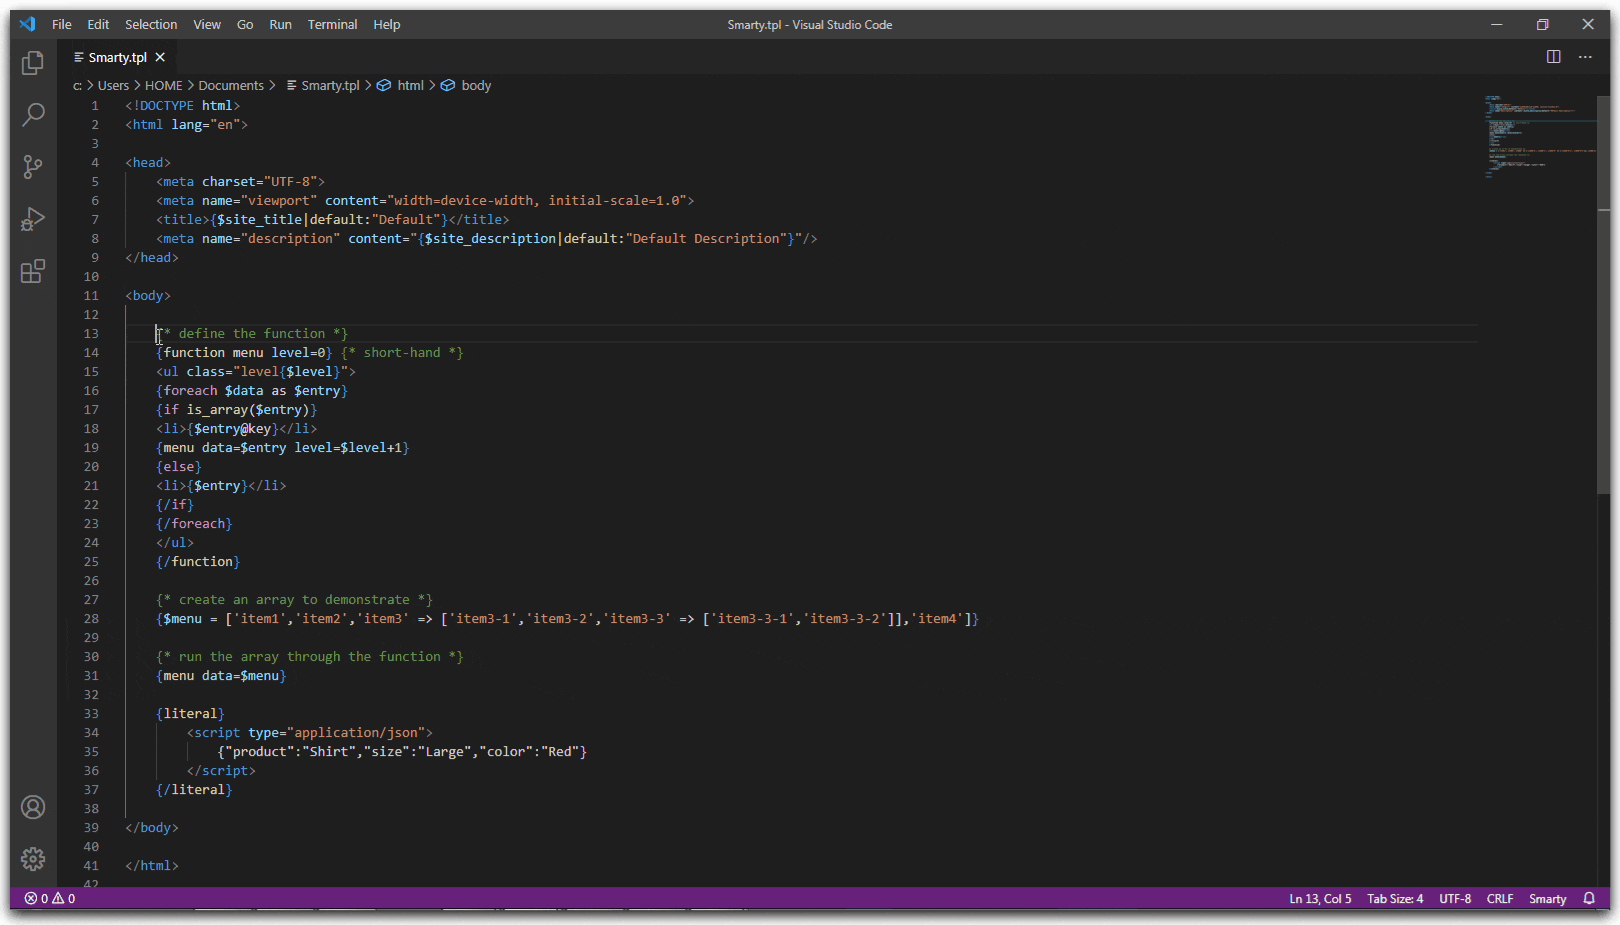 File Edit Selection View Go Run Terminal Help Smarty.tpl - Visual Studio Code
Smarty.tpl
c: > Users > HOME > Documents > Smarty.tpl > html > body
1 <!DOCTYPE html>
2 <html lang="en">
3
4 <head>
5 <meta charset="UTF-8">
6 <meta name="viewport" content="width=device-width, initial-scale=1.0">
7 <title>{$site_title|default:"Default"}</title>
8 <meta name="description" content="{$site_description|default:"Default Description"}"/>
9 </head>
10
11 <body>
12
13 {* define the function *}
14 {function menu level=0} {* short-hand *}
15 <ul class="level{$level}">
16 {foreach $data as $entry}
17 {if is_array($entry)}
18 <li>{$entry@key}</li>
19 {menu data=$entry level=$level+1}
20 {else}
21 <li>{$entry}</li>
22 {/if}
23 {/foreach}
24 </ul>
25 {/function}
26
27 {* create an array to demonstrate *}
28 {$menu = ['item1','item2','item3' => ['item3-1','item3-2','item3-3' => ['item3-3-1','item3-3-2']],'item4']}
29
30 {* run the array through the function *}
31 {menu data=$menu}
32
33 {literal}
34 <script type="application/json">
35 {"product":"Shirt","size":"Large","color":"Red"}
36 </script>
37 {/literal}
38
39 </body>
40
41 </html>
42
0 0 Ln 13, Col 5 Tab Size: 4 UTF-8 CRLF Smarty